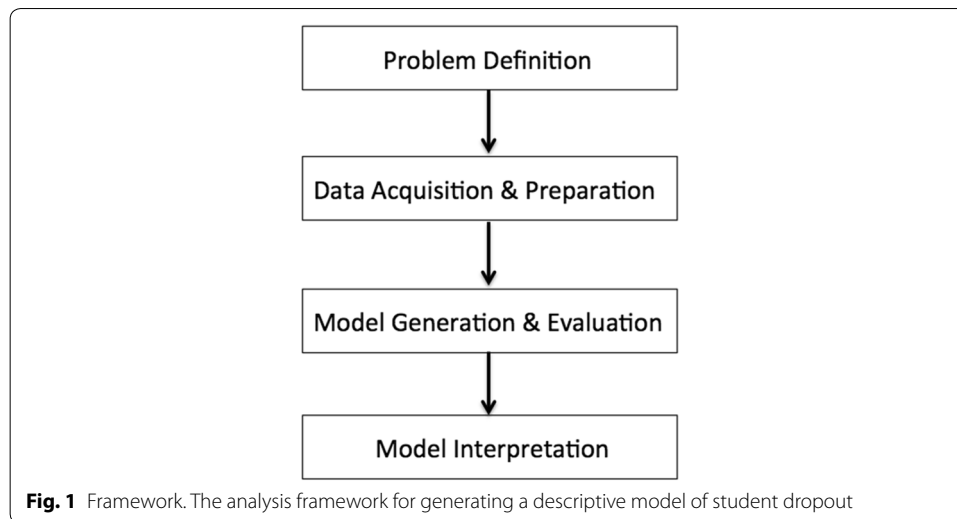 Problem Definition
Data Acquisition & Preparation
Model Generation & Evaluation
Model Interpretation
Fig. 1 Framework. The analysis framework for generating a descriptive model of student dropout